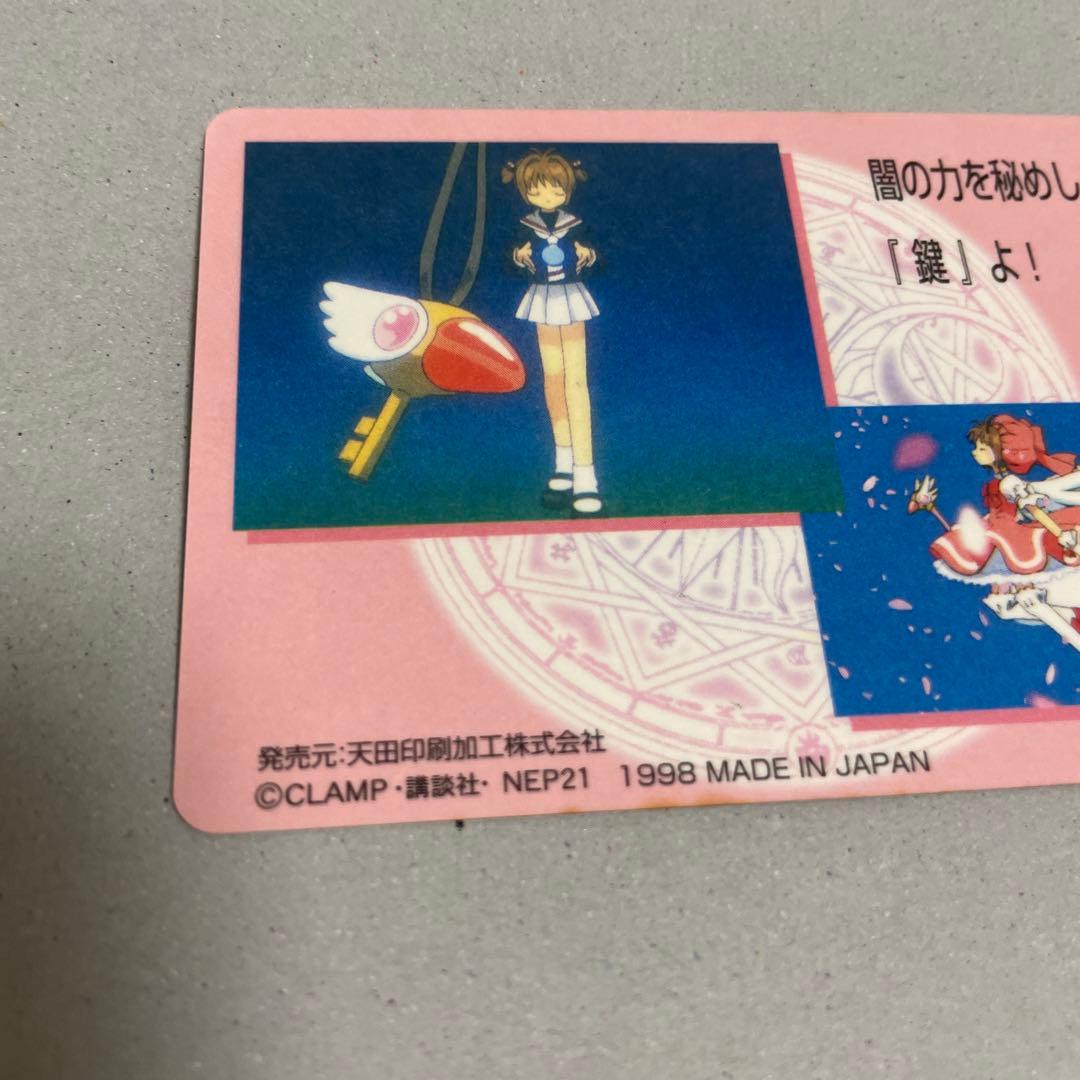 闇の力を秘めし
『鍵』よ!
発売元:天田印刷加工株式会社
©CLAMP・講談社・NEP21 1998 MADE IN JAPAN